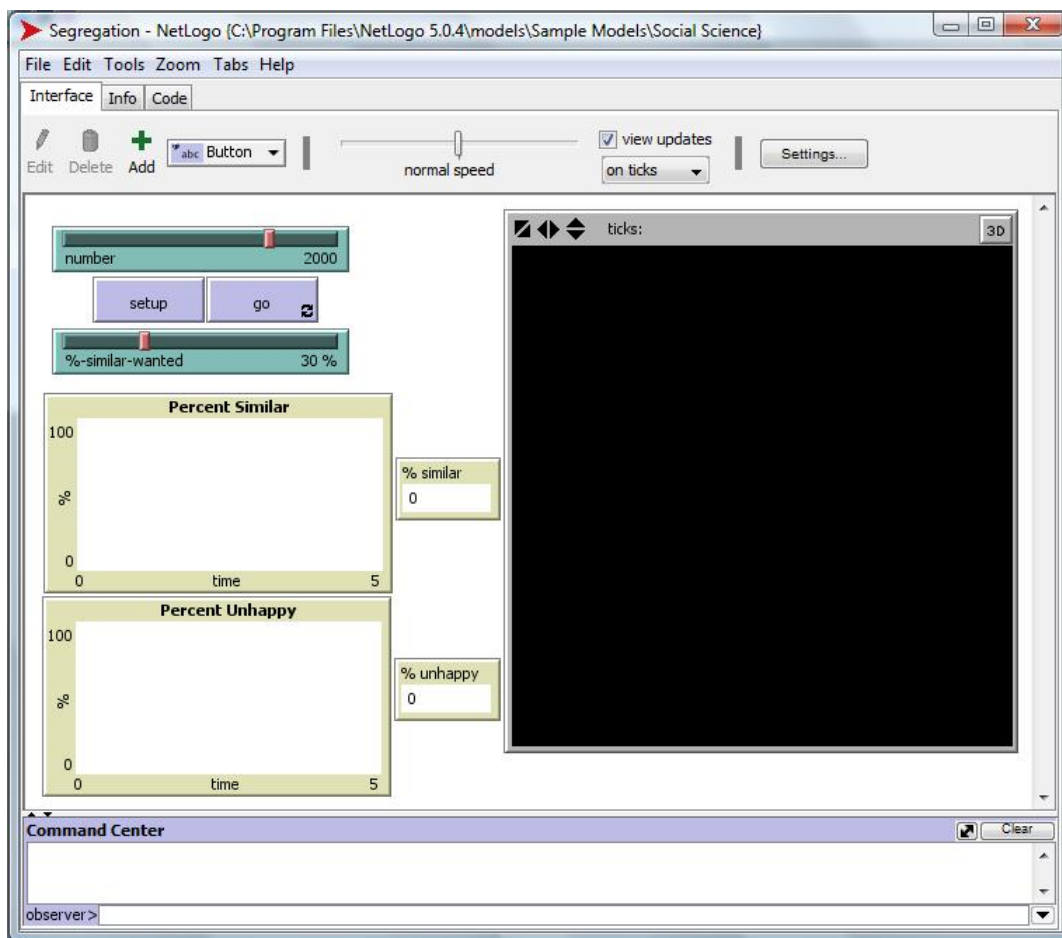 Segregation - NetLogo {C:\Program Files\NetLogo 5.0.4\models\Sample Models\Social Science}
File Edit Tools Zoom Tabs Help
Interface Info Code
Edit Delete Add abc Button normal speed view updates on ticks Settings...
ticks: 3D
number 2000
setup go
%-similar-wanted 30 %
Percent Similar
100
%
0
0 time 5
% similar
0
Percent Unhappy
100
%
0
0 time 5
% unhappy
0
Command Center Clear
observer>